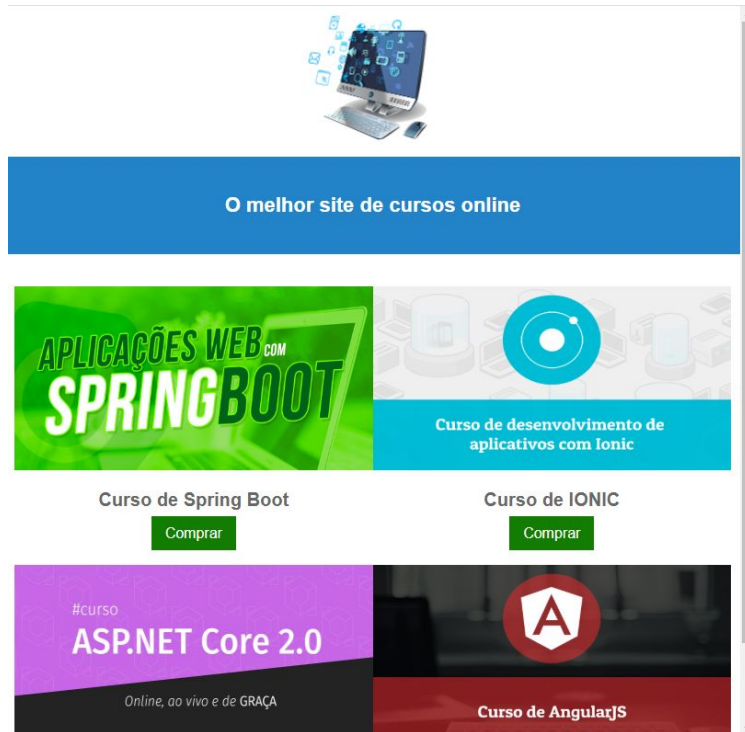 O melhor site de cursos online
APLICAÇÕES WEB COM
SPRINGBOOT
Curso de desenvolvimento de
aplicativos com Ionic
Curso de Spring Boot
Comprar
Curso de IONIC
Comprar
#curso
ASP.NET Core 2.0
Online, ao vivo e de GRAÇA
A
Curso de AngularJS